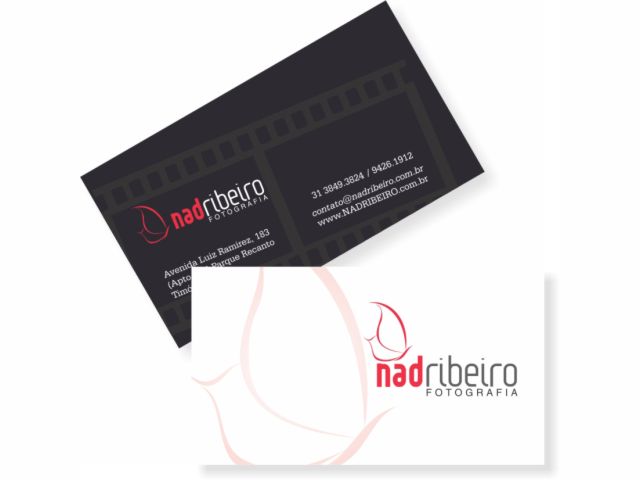 nadribeiro
FOTOGRAFIA
Avenida Luiz Ramirez, 183
(Apto Parque Recanto
31 3849.3824 / 9426.1912
contato@nadribeiro.com.br
www.NADRIBEIRO.com.br
nadribeiro
FOTOGRAFIA